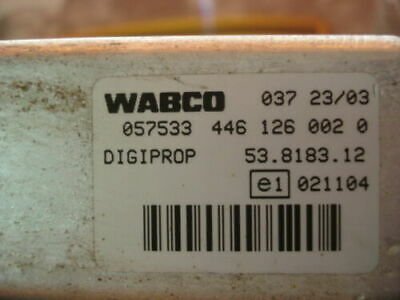 WABCO 037 23/03
057533 446 126 002 0
DIGIPROP 53.8183.12
e1 021104